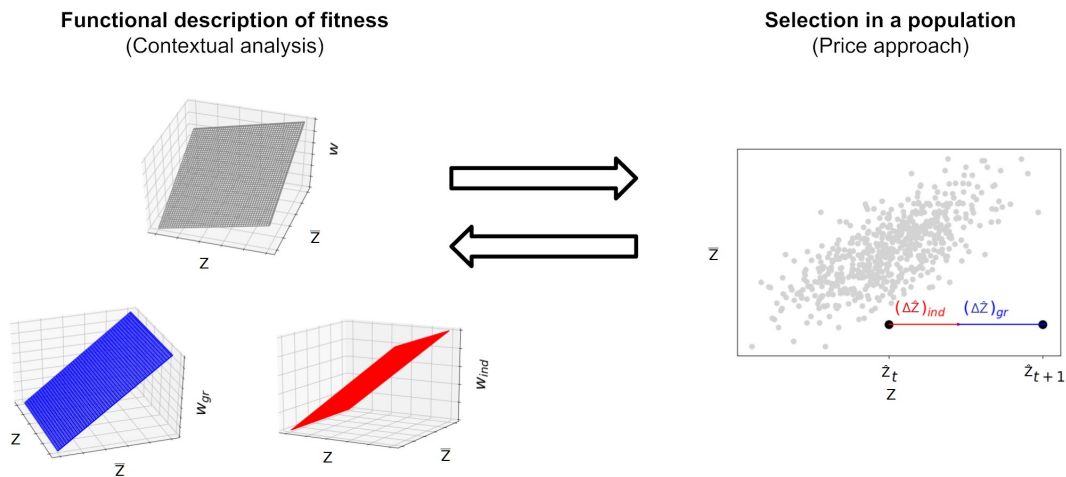 Functional description of fitness
(Contextual analysis)
Selection in a population
(Price approach)
w
z̅
z
z̅
(Δẑ)ind (Δẑ)gr
ẑt
ẑt+1
z
wgr
z
z̅
wind
z
z̅